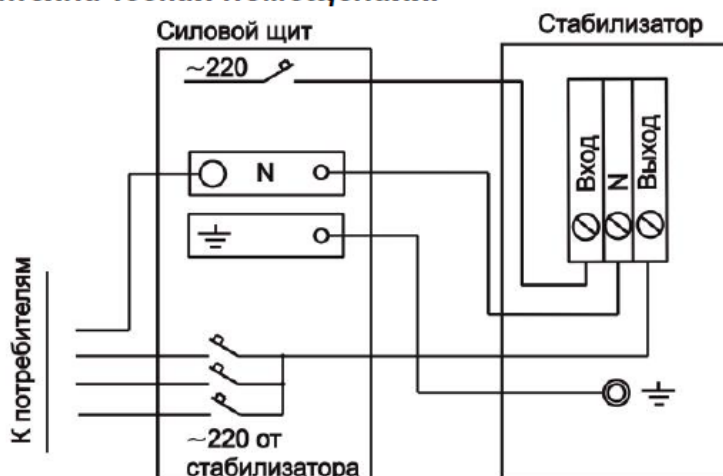 Силовой щит
Стабилизатор
~220
N
Вход
N
Выход
К потребителям
~220 от
стабилизатора